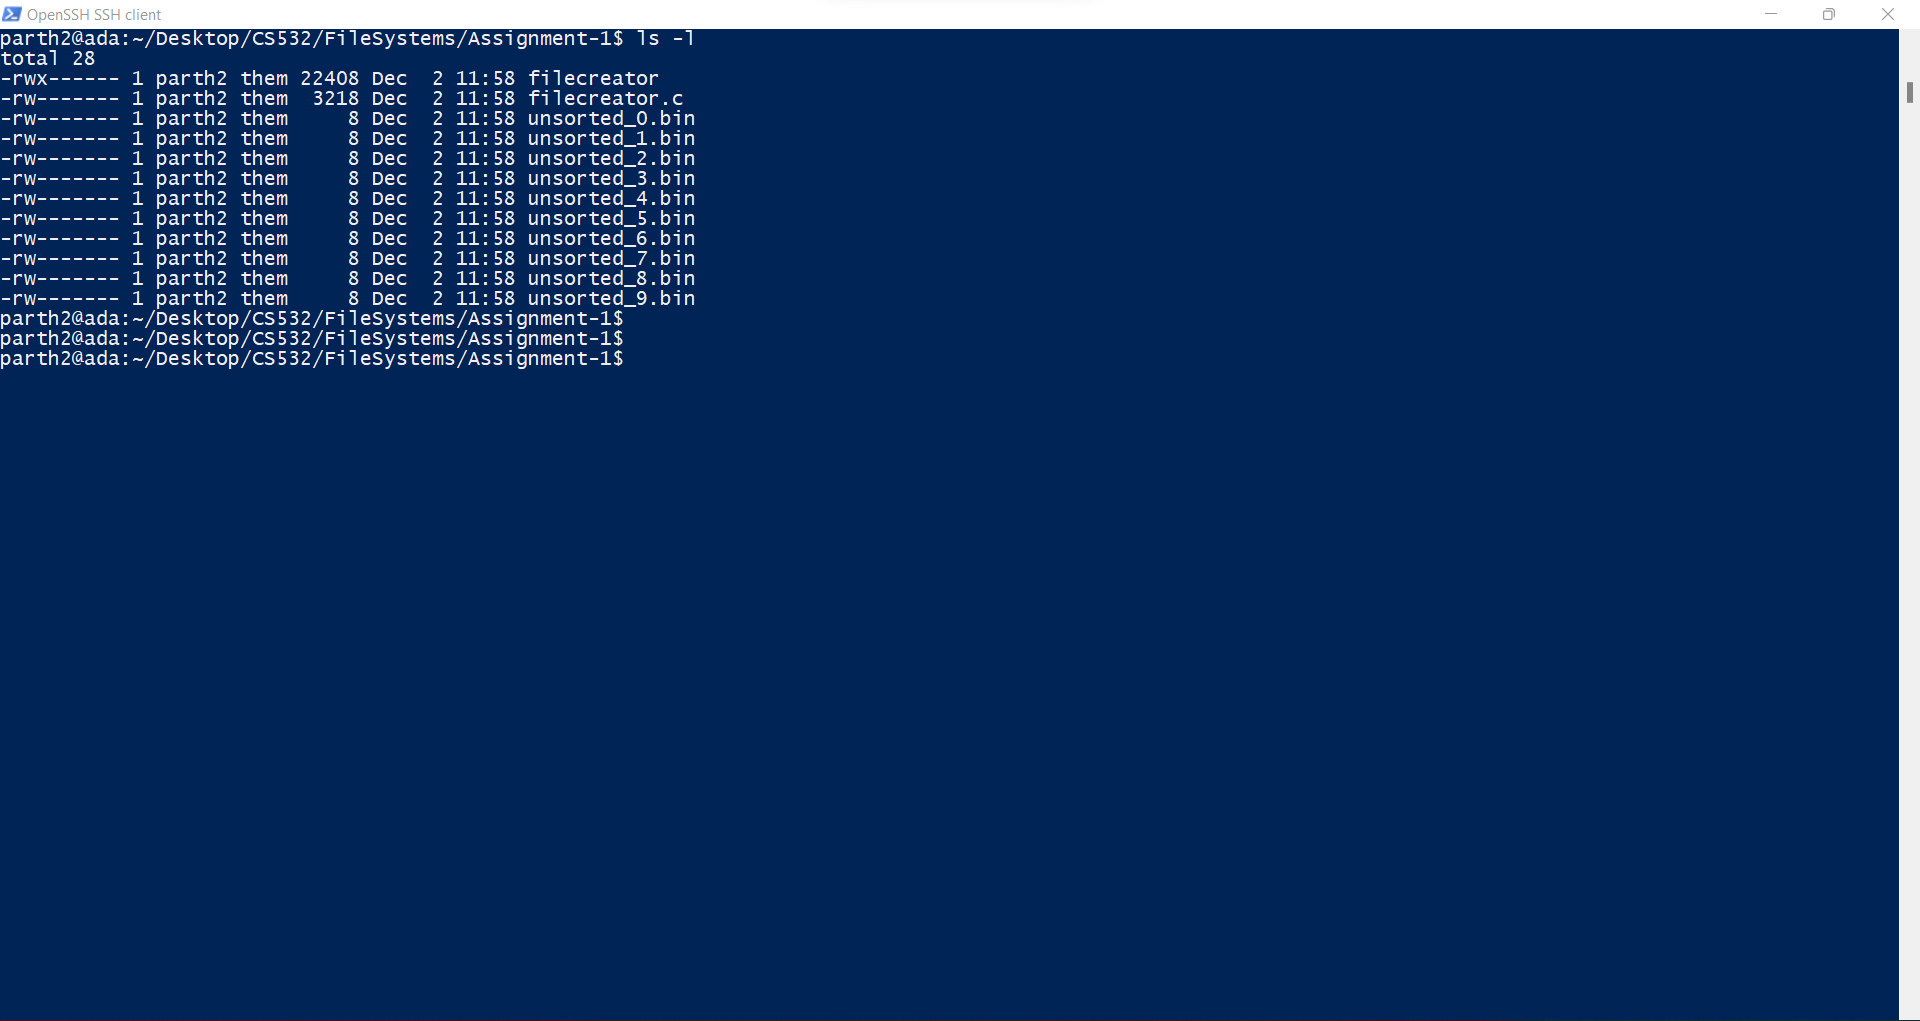 OpenSSH SSH client
parth2@ada:~/Desktop/CS532/FileSystems/Assignment-1$ ls -l
total 28
-rwx------ 1 parth2 them 22408 Dec  2 11:58 filecreator
-rw------- 1 parth2 them  3218 Dec  2 11:58 filecreator.c
-rw------- 1 parth2 them     8 Dec  2 11:58 unsorted_0.bin
-rw------- 1 parth2 them     8 Dec  2 11:58 unsorted_1.bin
-rw------- 1 parth2 them     8 Dec  2 11:58 unsorted_2.bin
-rw------- 1 parth2 them     8 Dec  2 11:58 unsorted_3.bin
-rw------- 1 parth2 them     8 Dec  2 11:58 unsorted_4.bin
-rw------- 1 parth2 them     8 Dec  2 11:58 unsorted_5.bin
-rw------- 1 parth2 them     8 Dec  2 11:58 unsorted_6.bin
-rw------- 1 parth2 them     8 Dec  2 11:58 unsorted_7.bin
-rw------- 1 parth2 them     8 Dec  2 11:58 unsorted_8.bin
-rw------- 1 parth2 them     8 Dec  2 11:58 unsorted_9.bin
parth2@ada:~/Desktop/CS532/FileSystems/Assignment-1$
parth2@ada:~/Desktop/CS532/FileSystems/Assignment-1$
parth2@ada:~/Desktop/CS532/FileSystems/Assignment-1$